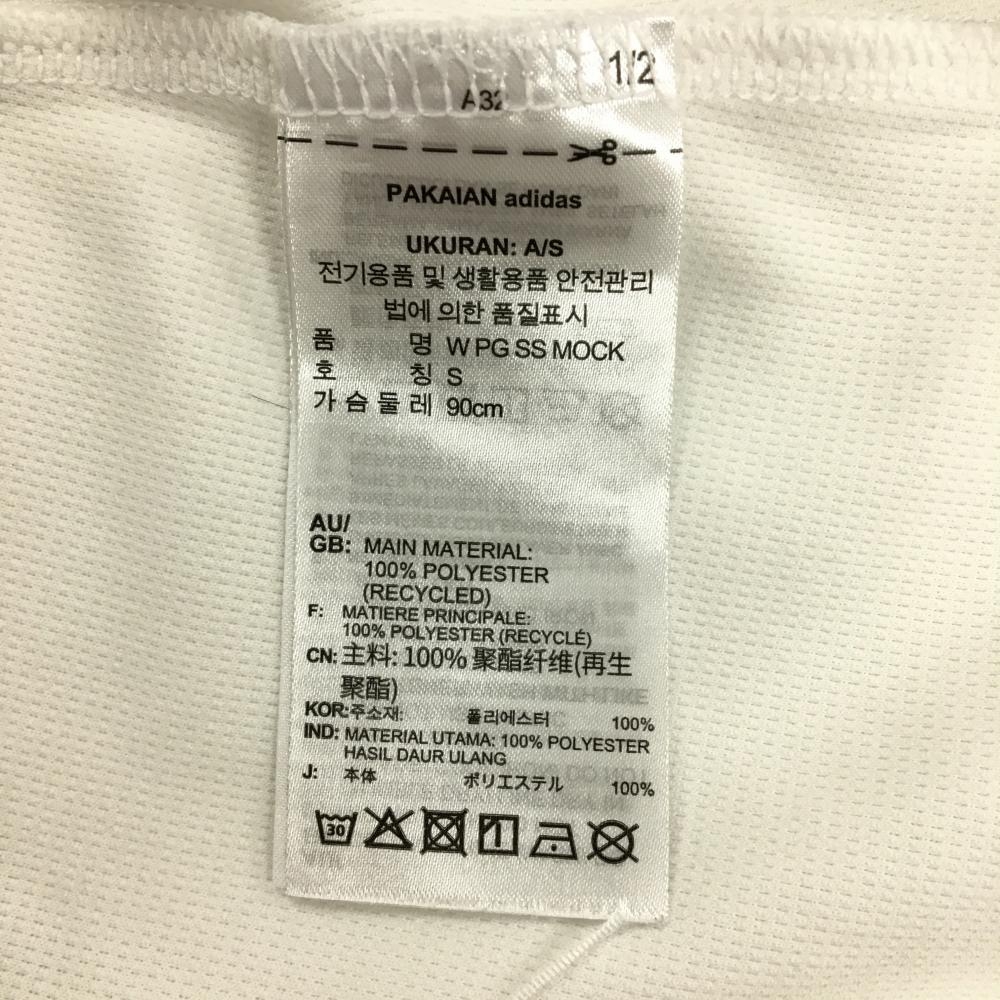 1/2
A32
PAKAIAN adidas
UKURAN: A/S
전기용품 및 생활용품 안전관리
법에 의한 품질표시
품 명 W PG SS MOCK
호 칭 S
가 슴 둘 레 90cm
AU/
GB: MAIN MATERIAL:
100% POLYESTER
(RECYCLED)
F: MATIERE PRINCIPALE:
100% POLYESTER (RECYCLÉ)
CN: 主料: 100% 聚酯纤维(再生
聚酯)
KOR:주소재: 폴리에스터 100%
IND: MATERIAL UTAMA: 100% POLYESTER
HASIL DAUR ULANG
J: 本体 ポリエステル 100%
30